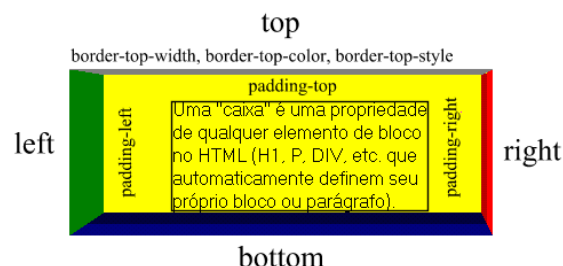 top
border-top-width, border-top-color, border-top-style
padding-top
left
padding-left
Uma "caixa" é uma propriedade
de qualquer elemento de bloco
no HTML (H1, P, DIV, etc. que
automaticamente definem seu
próprio bloco ou parágrafo).
padding-right
right
bottom